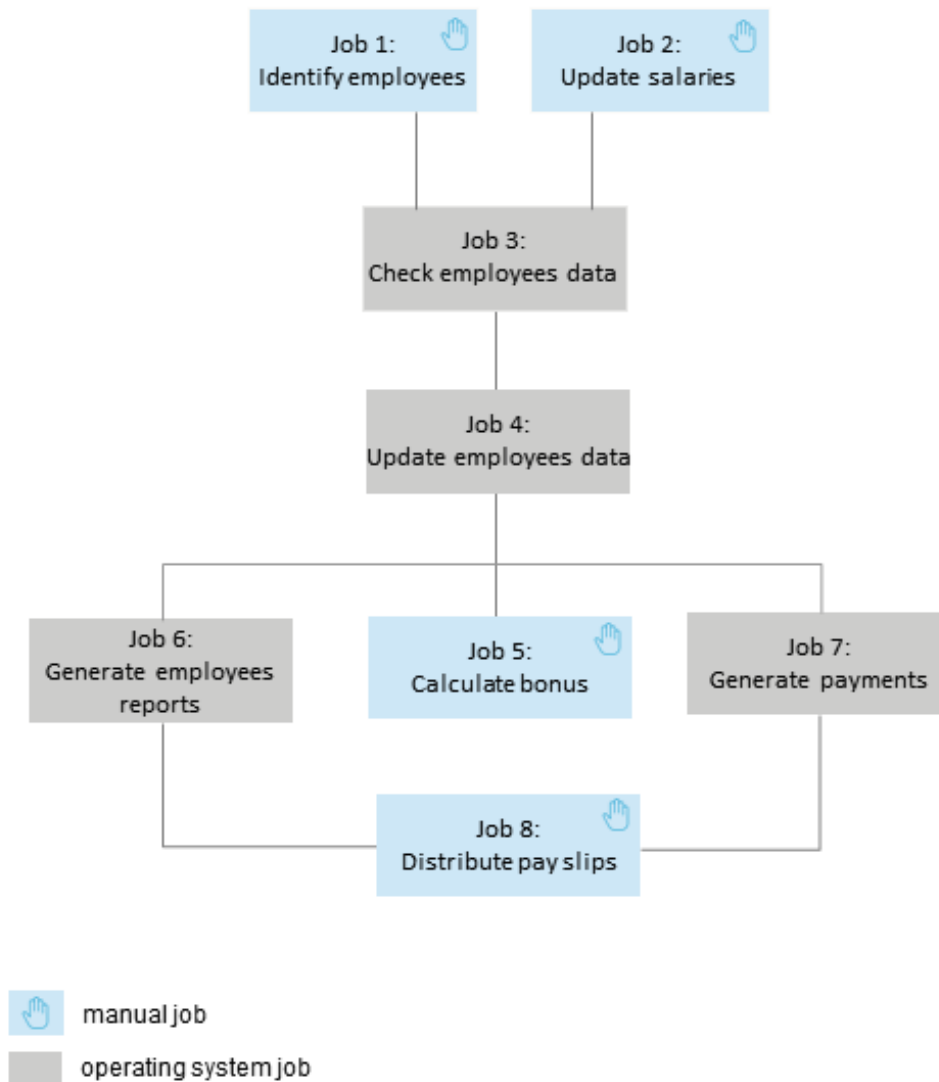 Job 1:
Identify employees
Job 2:
Update salaries
Job 3:
Check employees data
Job 4:
Update employees data
Job 6:
Generate employees
reports
Job 5:
Calculate bonus
Job 7:
Generate payments
Job 8:
Distribute pay slips
manual job
operating system job